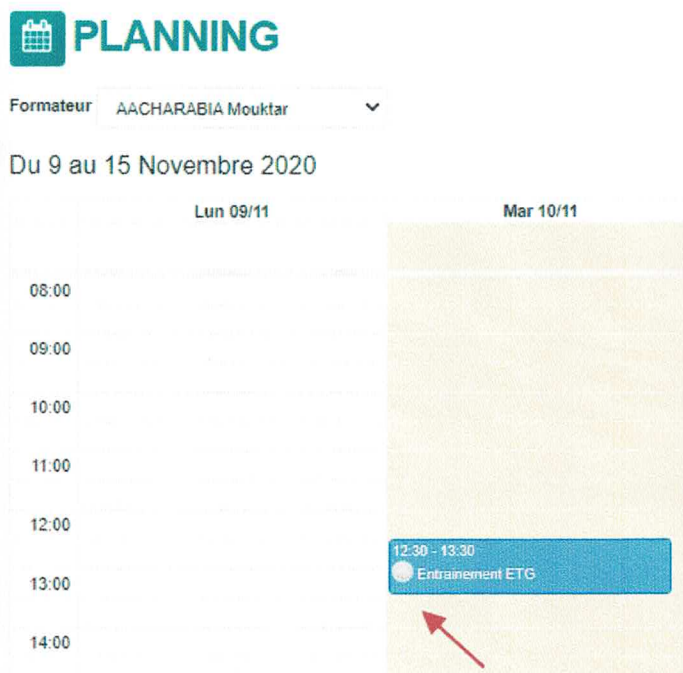 PLANNING
Formateur AACHARABIA Mouktar
Du 9 au 15 Novembre 2020
Lun 09/11 Mar 10/11
08:00
09:00
10:00
11:00
12:00
12:30 - 13:30
Entrainement ETG
13:00
14:00